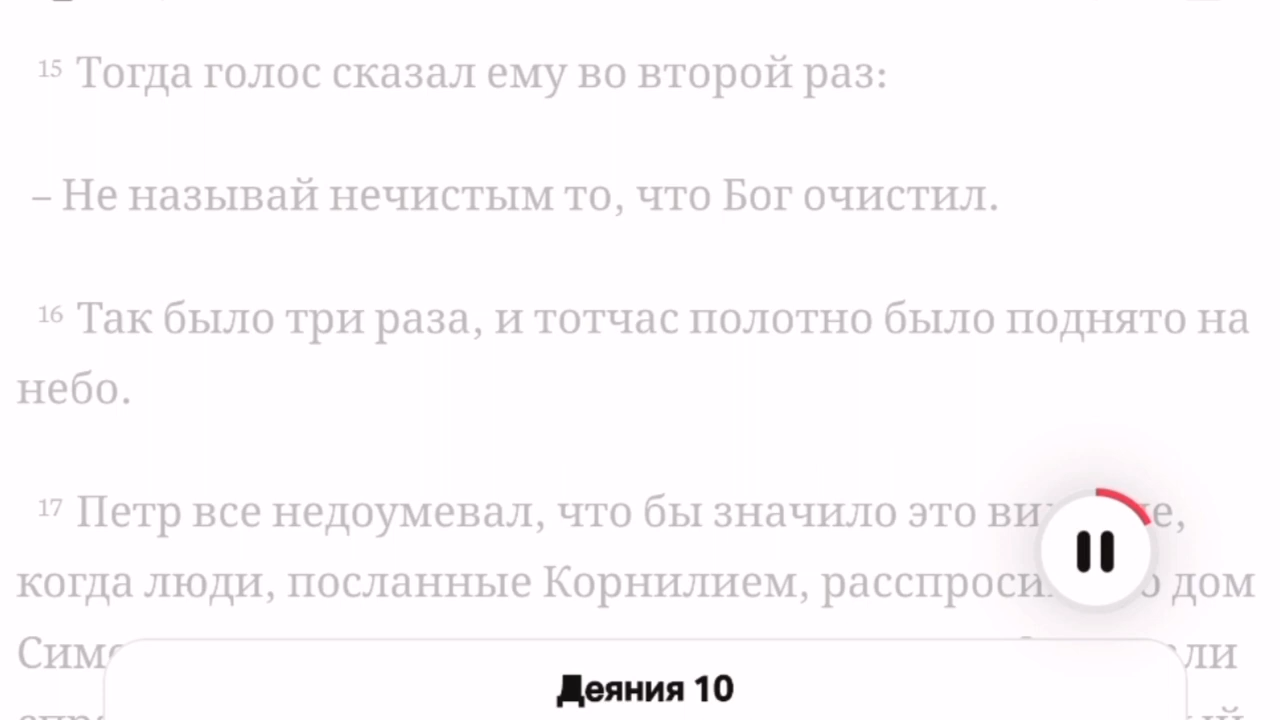 15 Тогда голос сказал ему во второй раз:
– Не называй нечистым то, что Бог очистил.
16 Так было три раза, и тотчас полотно было поднято на
небо.
17 Петр все недоумевал, что бы значило это
когда люди, посланные Корнилием, дом
Деяния 10